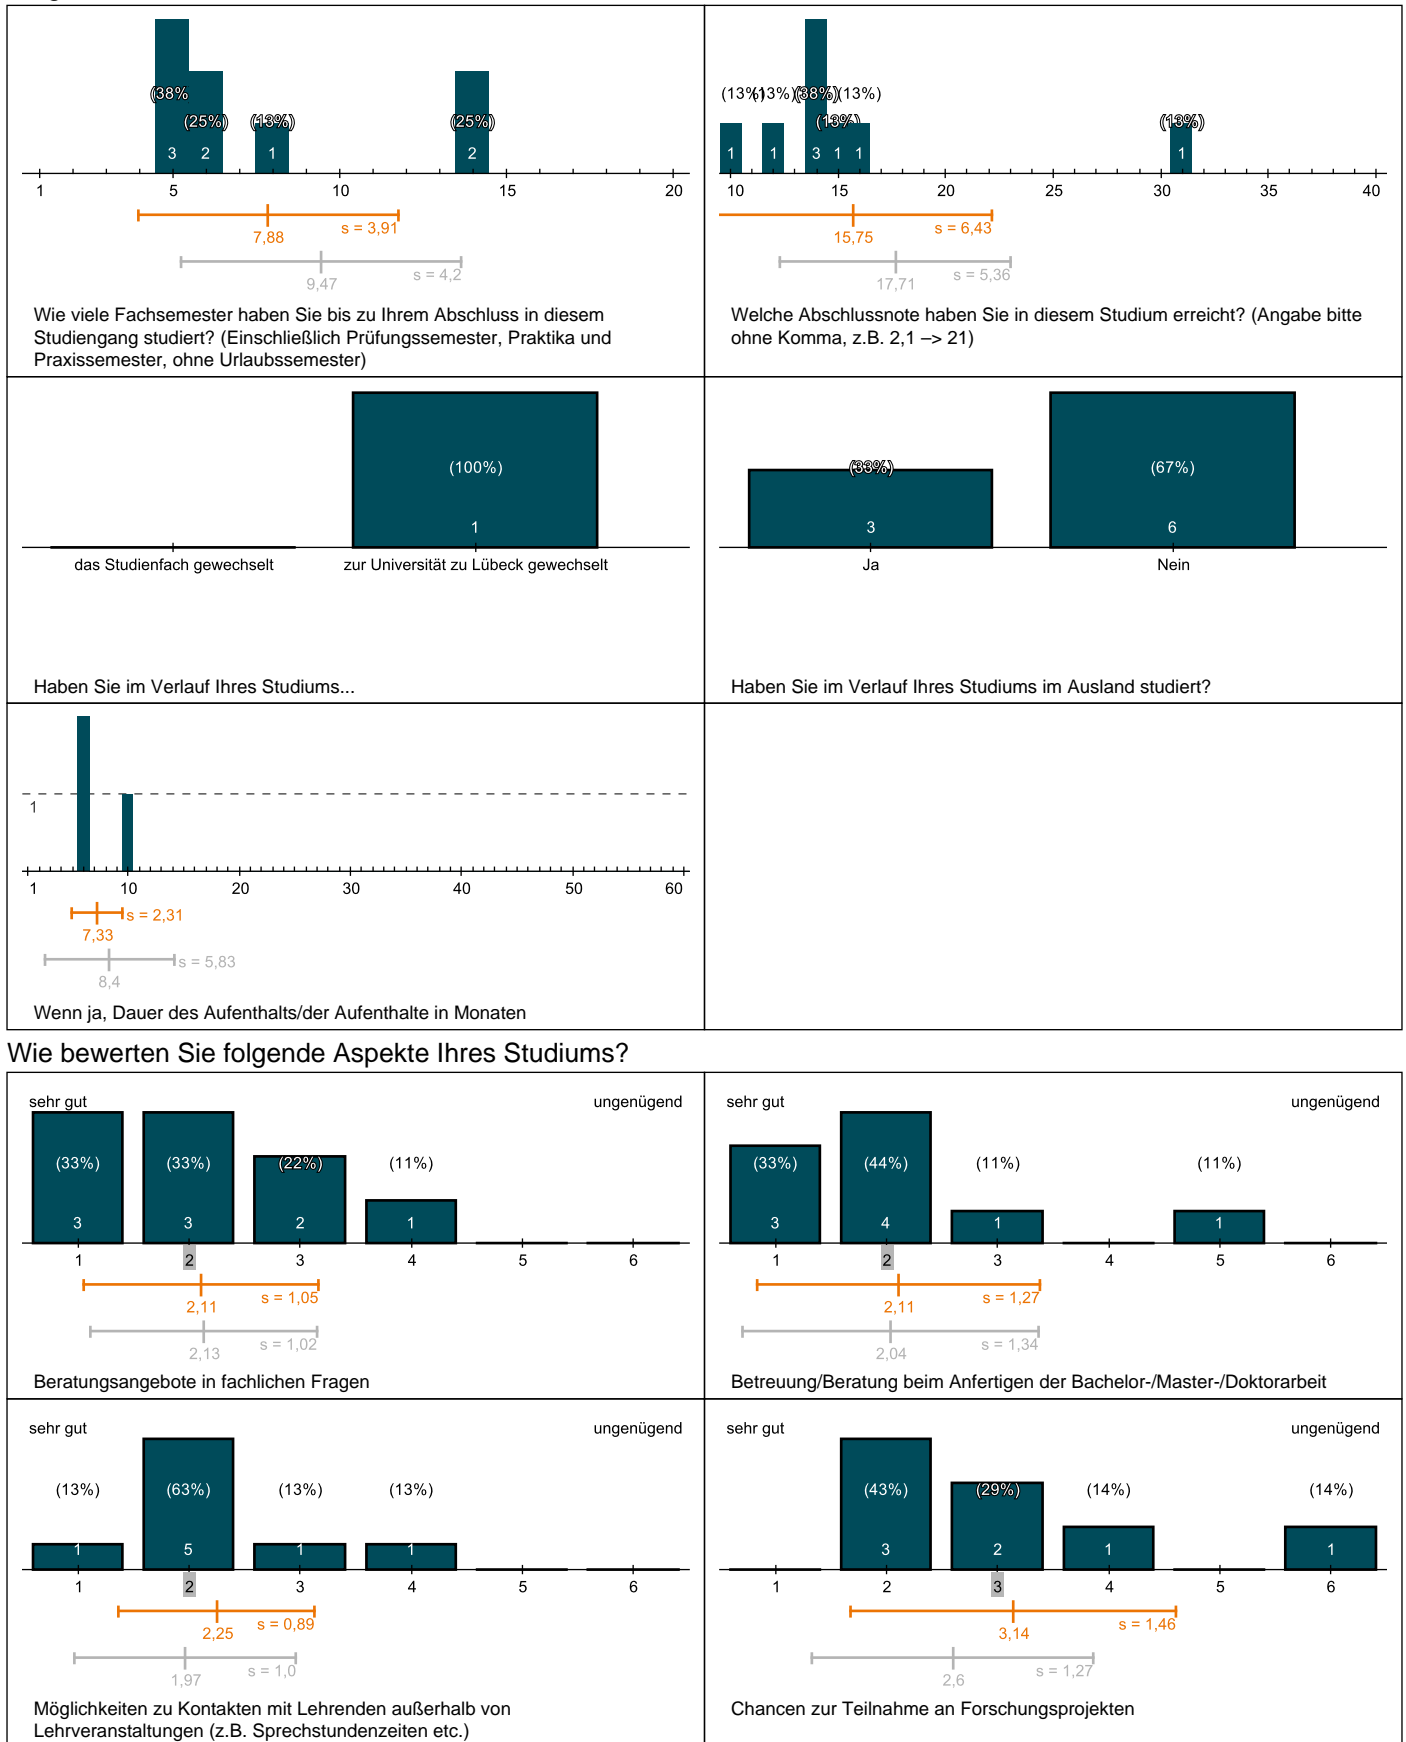 (38%
(25%)
(13%)
(25%)
3
2
1
2
1
5
10
15
20
7,88
s = 3,91
9,47
s = 4,2
Wie viele Fachsemester haben Sie bis zu Ihrem Abschluss in diesem
Studiengang studiert? (Einschließlich Prüfungssemester, Praktika und
Praxissemester, ohne Urlaubssemester)
(13%)
(13%)
(38%)
(13%)
(13%)
(13%)
1
1
3
1
1
1
10
15
20
25
30
35
40
15,75
s = 6,43
17,71
s = 5,36
Welche Abschlussnote haben Sie in diesem Studium erreicht? (Angabe bitte
ohne Komma, z.B. 2,1 –> 21)
(100%)
1
das Studienfach gewechselt
zur Universität zu Lübeck gewechselt
Haben Sie im Verlauf Ihres Studiums...
(33%)
(67%)
3
6
Ja
Nein
Haben Sie im Verlauf Ihres Studiums im Ausland studiert?
1
1
10
20
30
40
50
60
s = 2,31
7,33
s = 5,83
8,4
Wenn ja, Dauer des Aufenthalts/der Aufenthalte in Monaten
Wie bewerten Sie folgende Aspekte Ihres Studiums?
sehr gut
ungenügend
(33%)
(33%)
(22%)
(11%)
3
3
2
1
1
2
3
4
5
6
2,11
s = 1,05
2,13
s = 1,02
Beratungsangebote in fachlichen Fragen
sehr gut
ungenügend
(33%)
(44%)
(11%)
(11%)
3
4
1
1
1
2
3
4
5
6
2,11
s = 1,27
2,04
s = 1,34
Betreuung/Beratung beim Anfertigen der Bachelor-/Master-/Doktorarbeit
sehr gut
ungenügend
(13%)
(63%)
(13%)
(13%)
1
5
1
1
1
2
3
4
5
6
2,25
s = 0,89
1,97
s = 1,0
Möglichkeiten zu Kontakten mit Lehrenden außerhalb von
Lehrveranstaltungen (z.B. Sprechstundenzeiten etc.)
sehr gut
ungenügend
(43%)
(29%)
(14%)
(14%)
3
2
1
1
1
2
3
4
5
6
3,14
s = 1,46
2,6
s = 1,27
Chancen zur Teilnahme an Forschungsprojekten